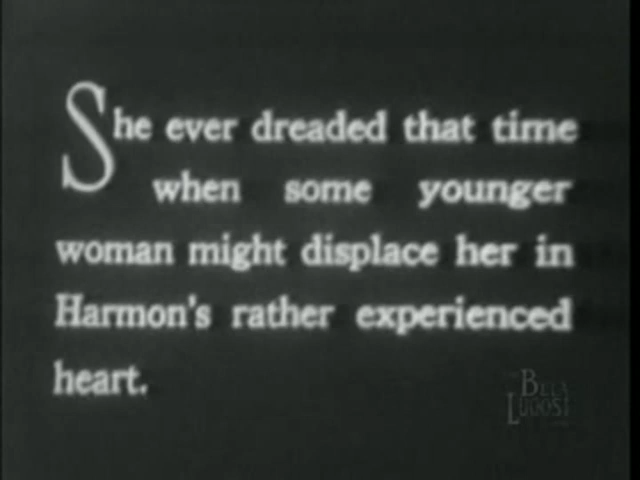 She ever dreaded that time
when some younger
woman might displace her in
Harmon's rather experienced
heart.
BELA
LUGOSI